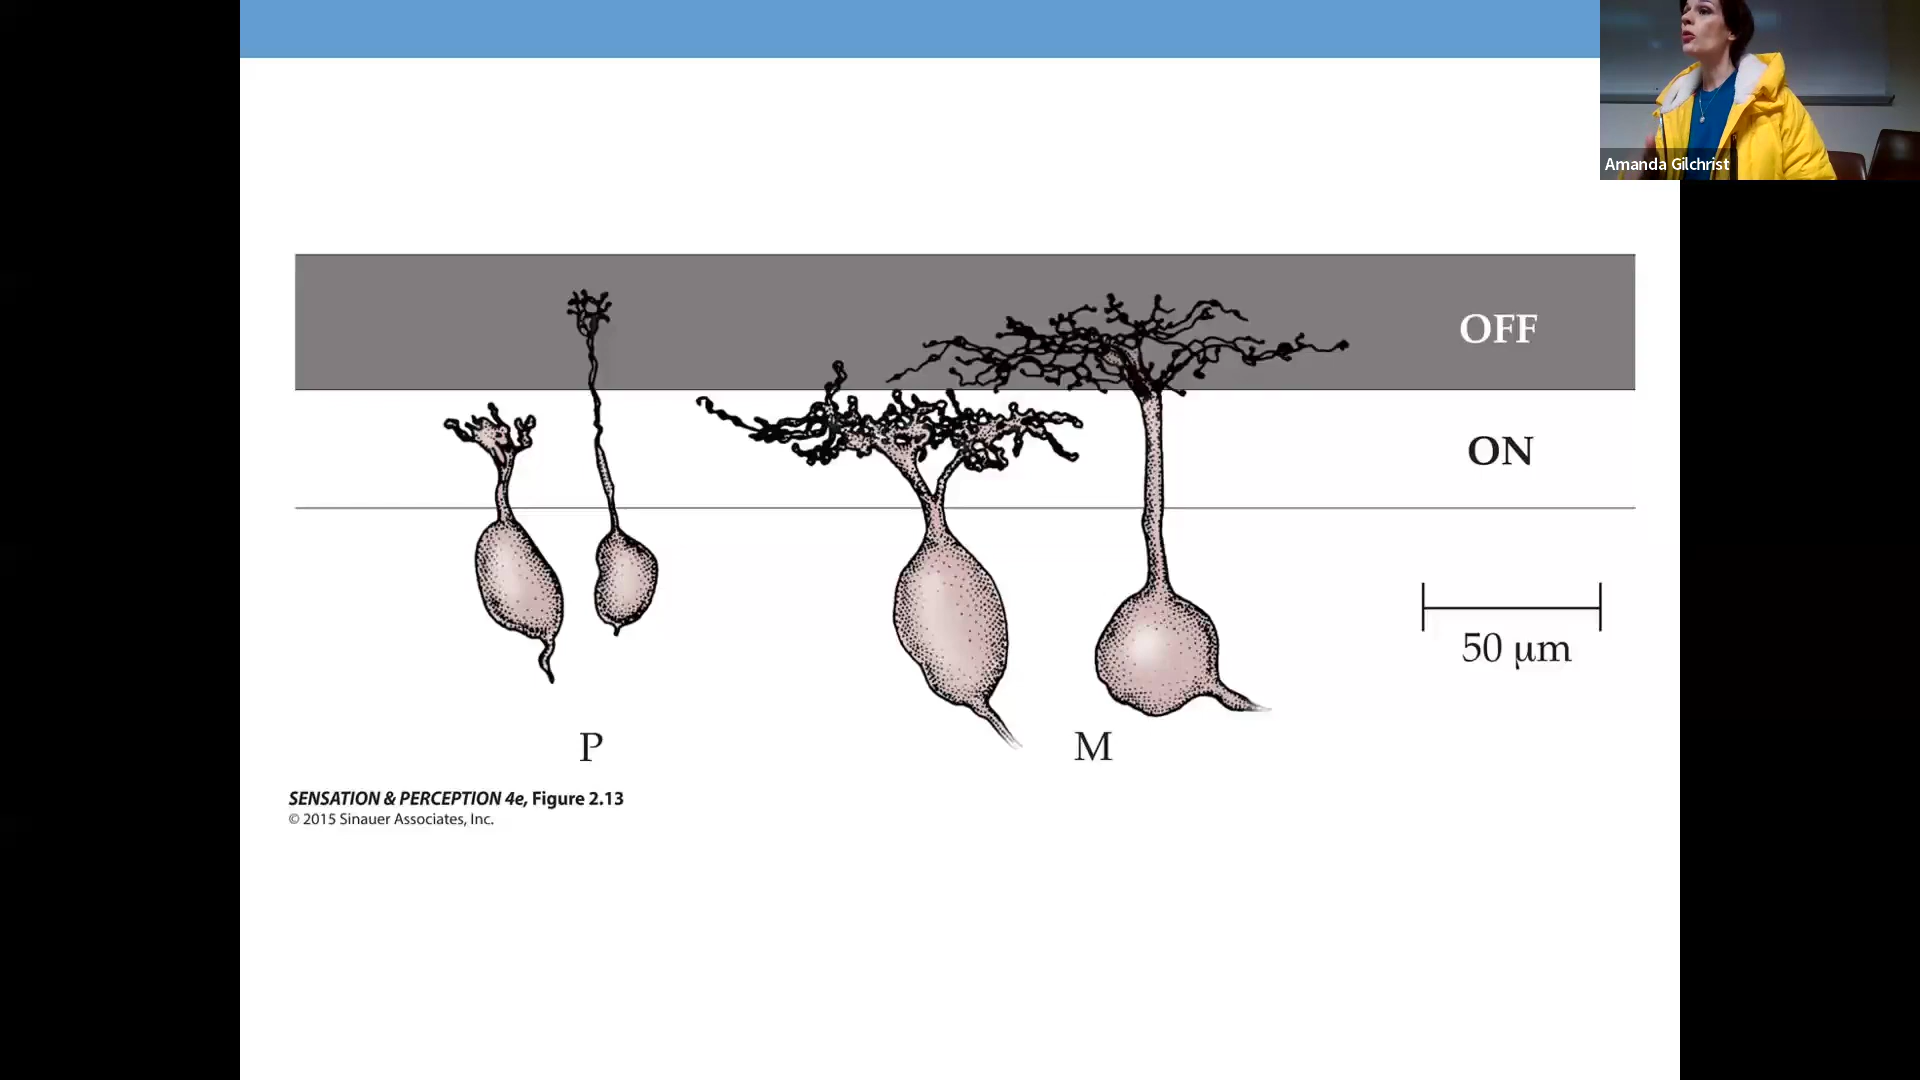 Amanda Gilchrist
OFF
ON
50 μm
P
M
SENSATION & PERCEPTION 4e, Figure 2.13
© 2015 Sinauer Associates, Inc.